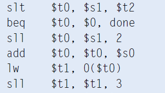 slt $t0, $s1, $t2
beq $t0, $0, done
sll $t0, $s1, 2
add $t0, $t0, $s0
lw $t1, 0($t0)
sll $t1, $t1, 3